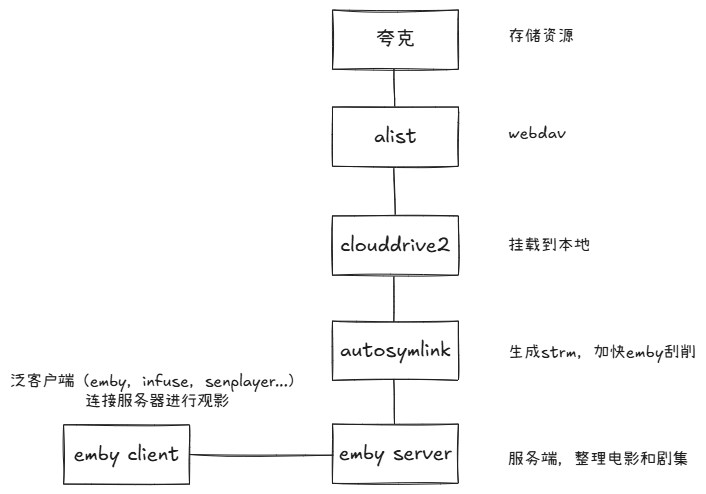 夸克
存储资源
alist
webdav
clouddrive2
挂载到本地
autosymlink
生成strm，加快emby刮削
泛客户端（emby，infuse，senplayer...）
连接服务器进行观影
emby client
emby server
服务端，整理电影和剧集